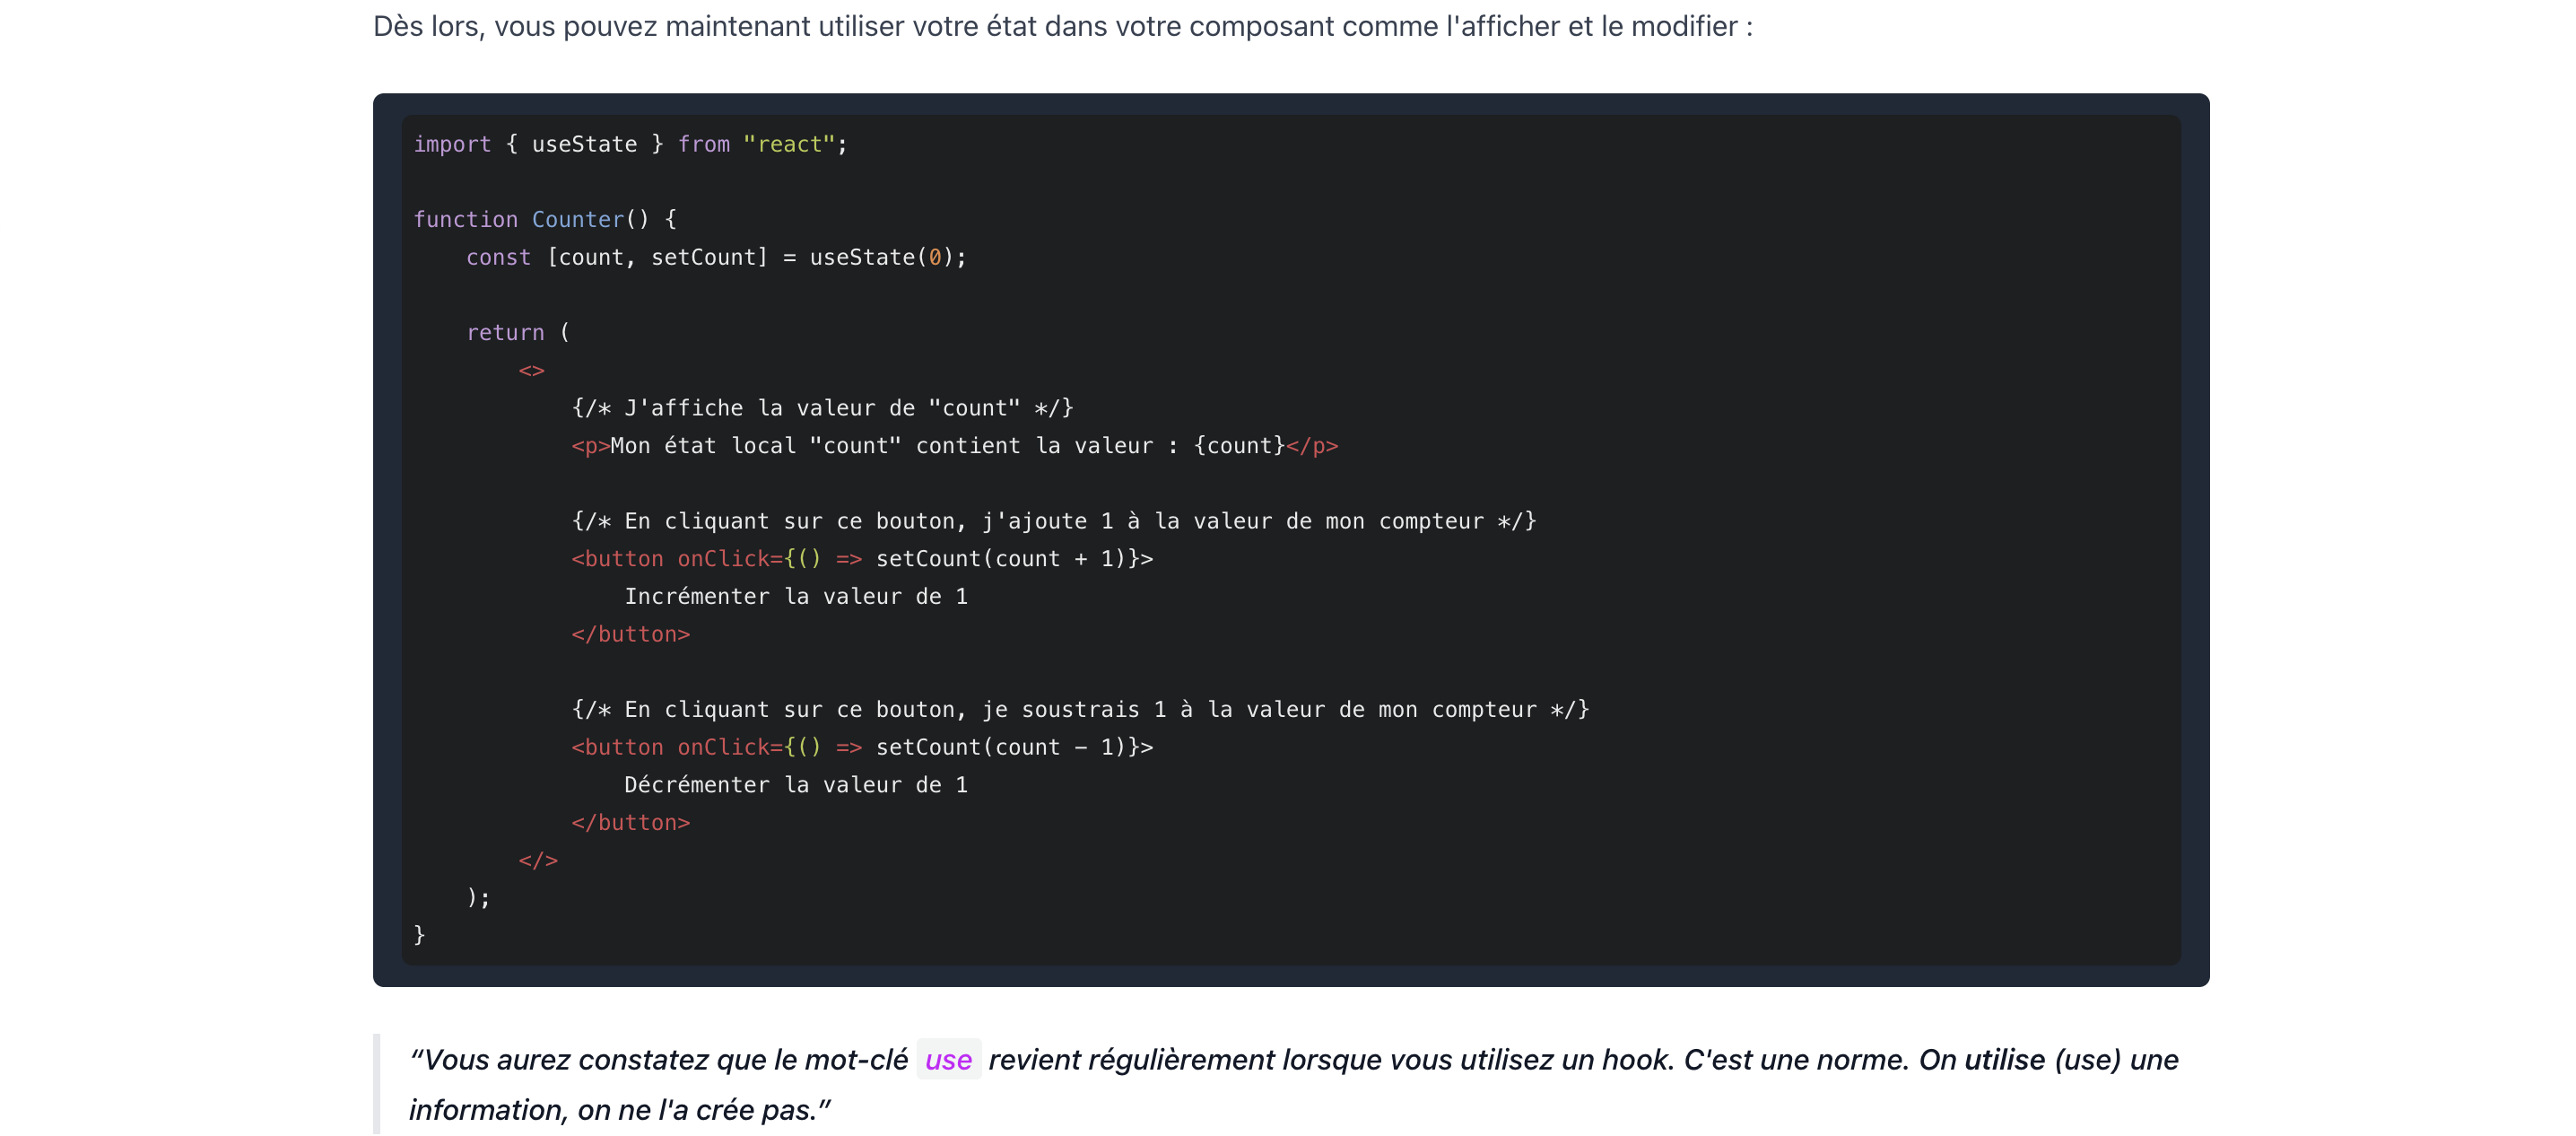 Dès lors, vous pouvez maintenant utiliser votre état dans votre composant comme l'afficher et le modifier :
import { useState } from "react";
function Counter() {
    const [count, setCount] = useState(0);
    return (
        <>
            {/* J'affiche la valeur de "count" */}
            <p>Mon état local "count" contient la valeur : {count}</p>
            {/* En cliquant sur ce bouton, j'ajoute 1 à la valeur de mon compteur */}
            <button onClick={() => setCount(count + 1)}>
                Incrémenter la valeur de 1
            </button>
            {/* En cliquant sur ce bouton, je soustrais 1 à la valeur de mon compteur */}
            <button onClick={() => setCount(count - 1)}>
                Décrémenter la valeur de 1
            </button>
        </>
    );
}
“Vous aurez constatez que le mot-clé use revient régulièrement lorsque vous utilisez un hook. C'est une norme. On utilise (use) une
information, on ne l'a crée pas.”